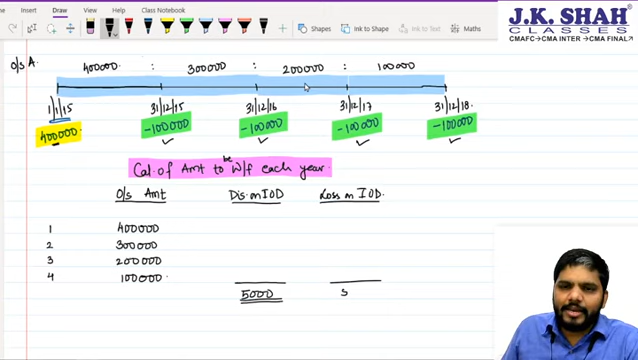 File Home Insert Draw Class Notebook
Shapes Ink to Shape Ink to Text
J.K. SHAH
CLASSES
CMAFC→CMA INTER →CMA FINAL
O/s A. 400000 : 300000 : 200000 : 100000
1/1/15 31/12/15 31/12/16 31/12/17 31/12/18.
400000. -100000 -100000 -100000 -100000
Cal. of Amt to be W/f each year.
O/s Amt Dis on IOD Loss on IOD.
1 400000
2 300000
3 200000
4 100000.
5000 5